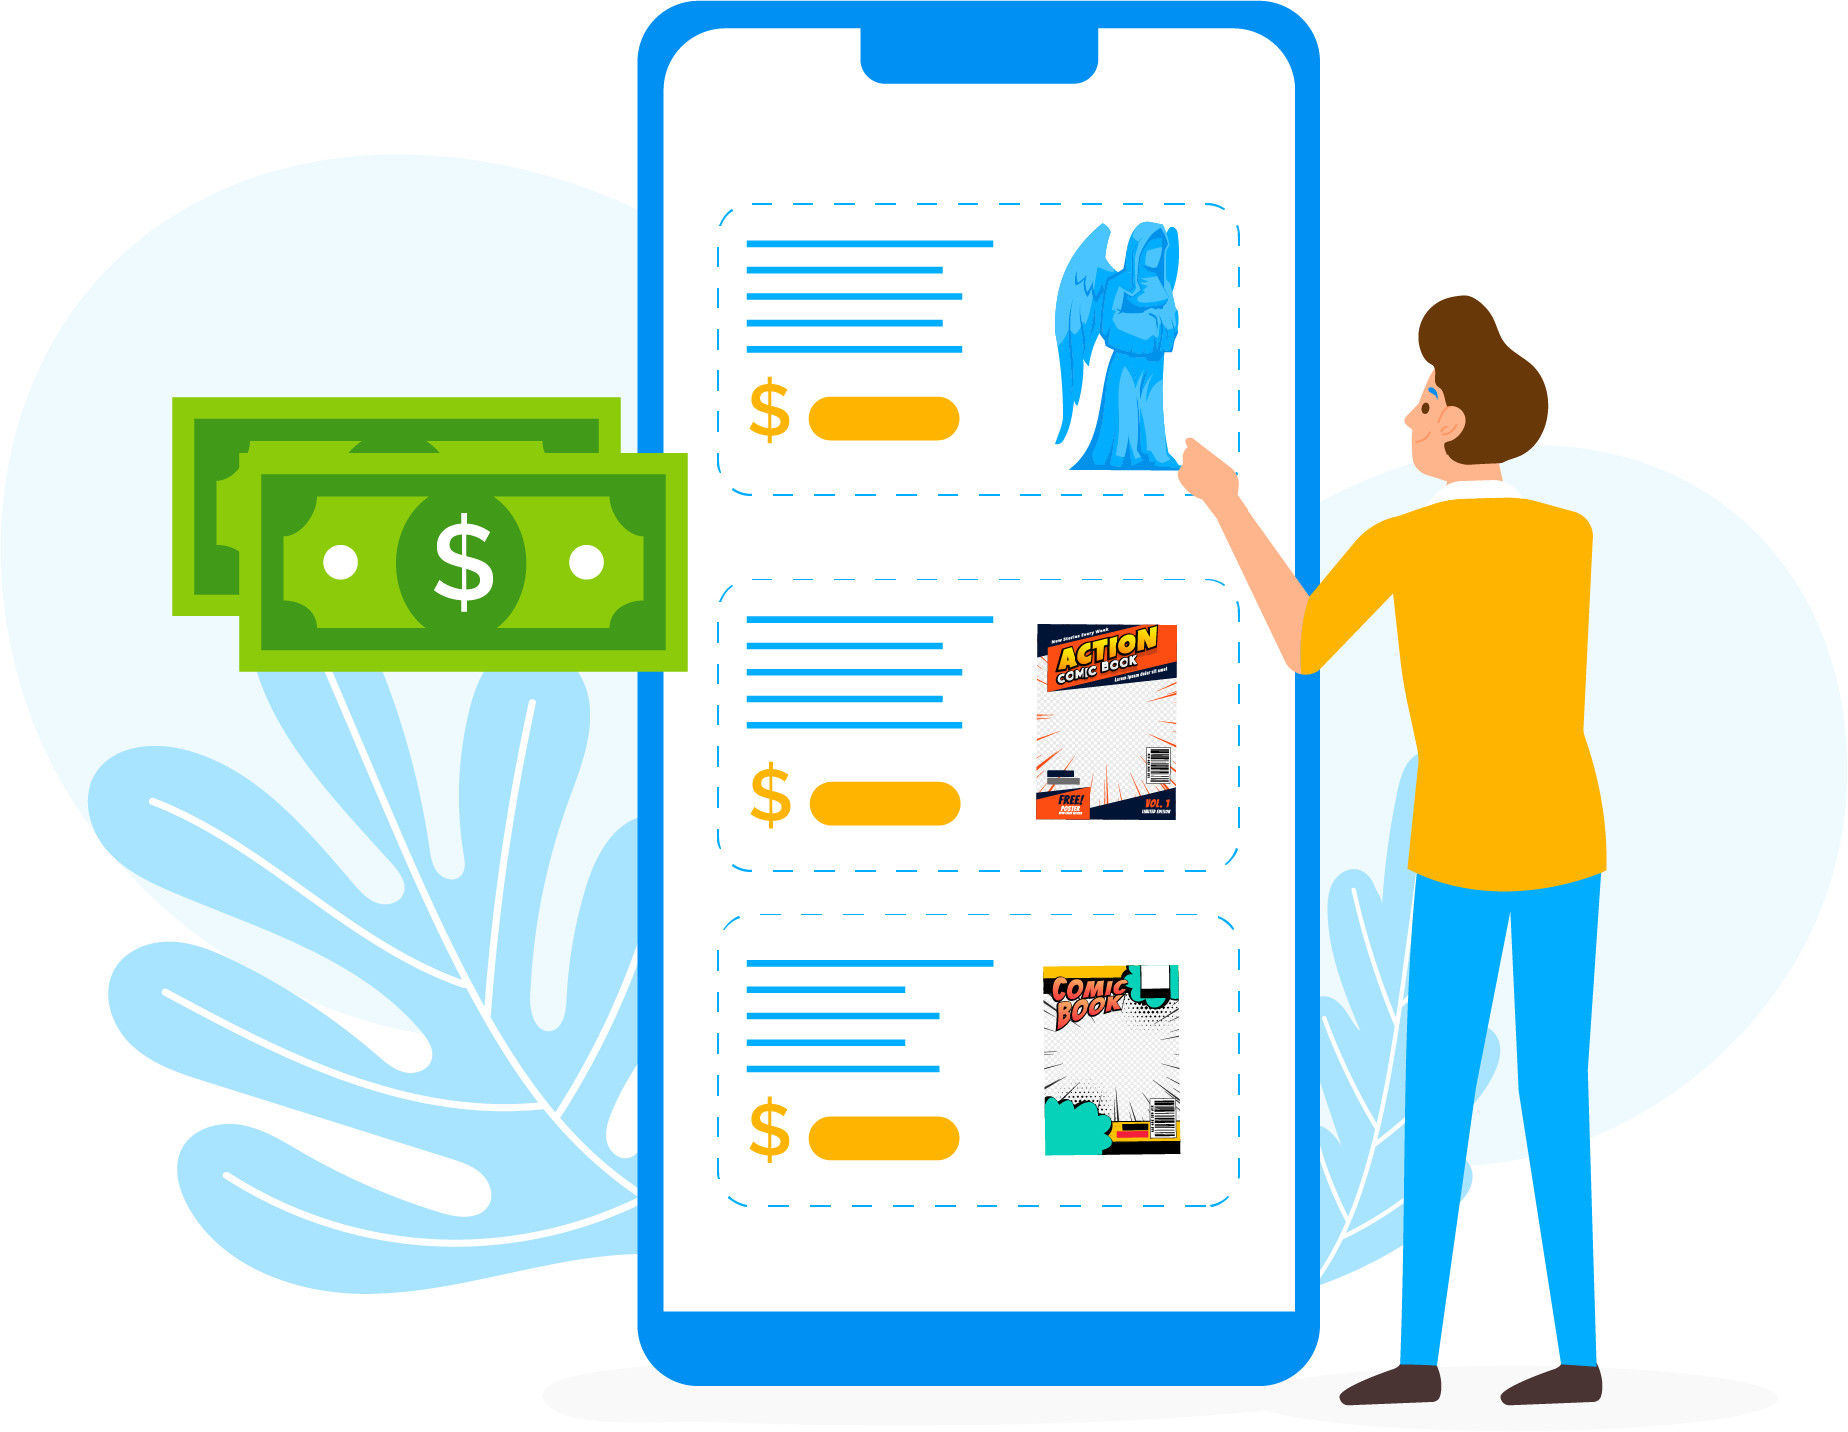 $
$
New Stories Every Week
ACTION
COMIC BOOK
Lorem ipsum dolor sit amet
$
FREE!
POSTER
VOL. 1
LIMITED EDITION
COMIC
BOOK
$